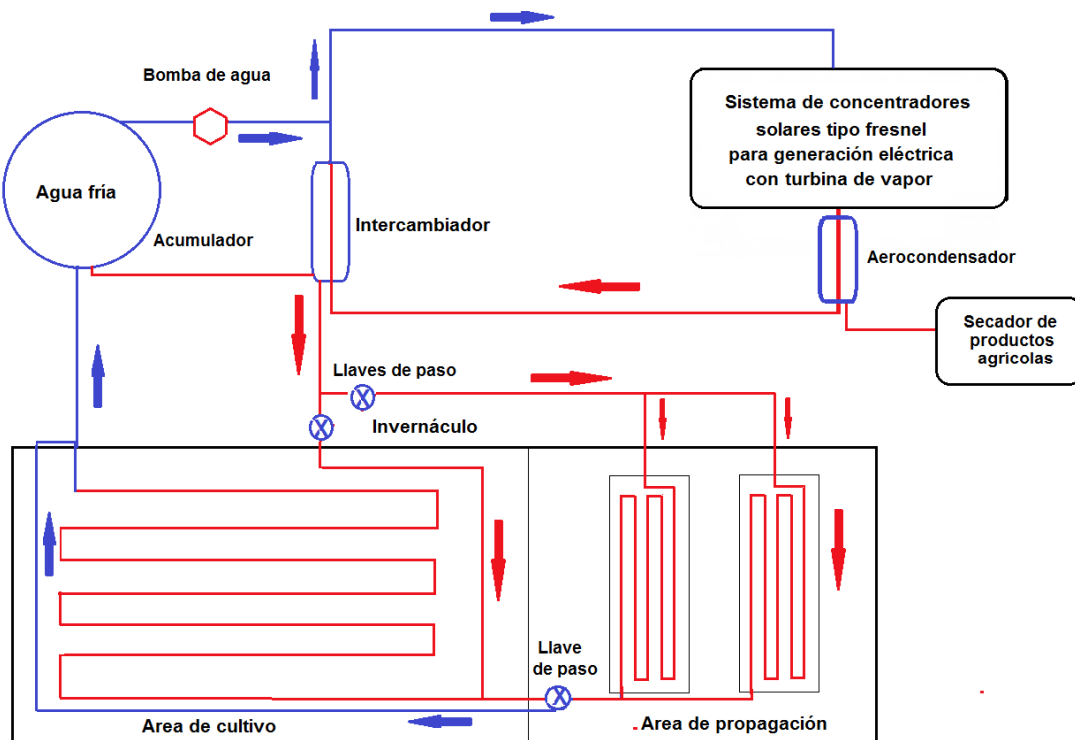 Bomba de agua
Sistema de concentradores
solares tipo fresnel
para generación eléctrica
con turbina de vapor
Agua fría
Acumulador
Intercambiador
Aerocondensador
Secador de
productos
agrícolas
Llaves de paso
X
Invernáculo
X
Llave
de paso
X
Area de cultivo
Area de propagación